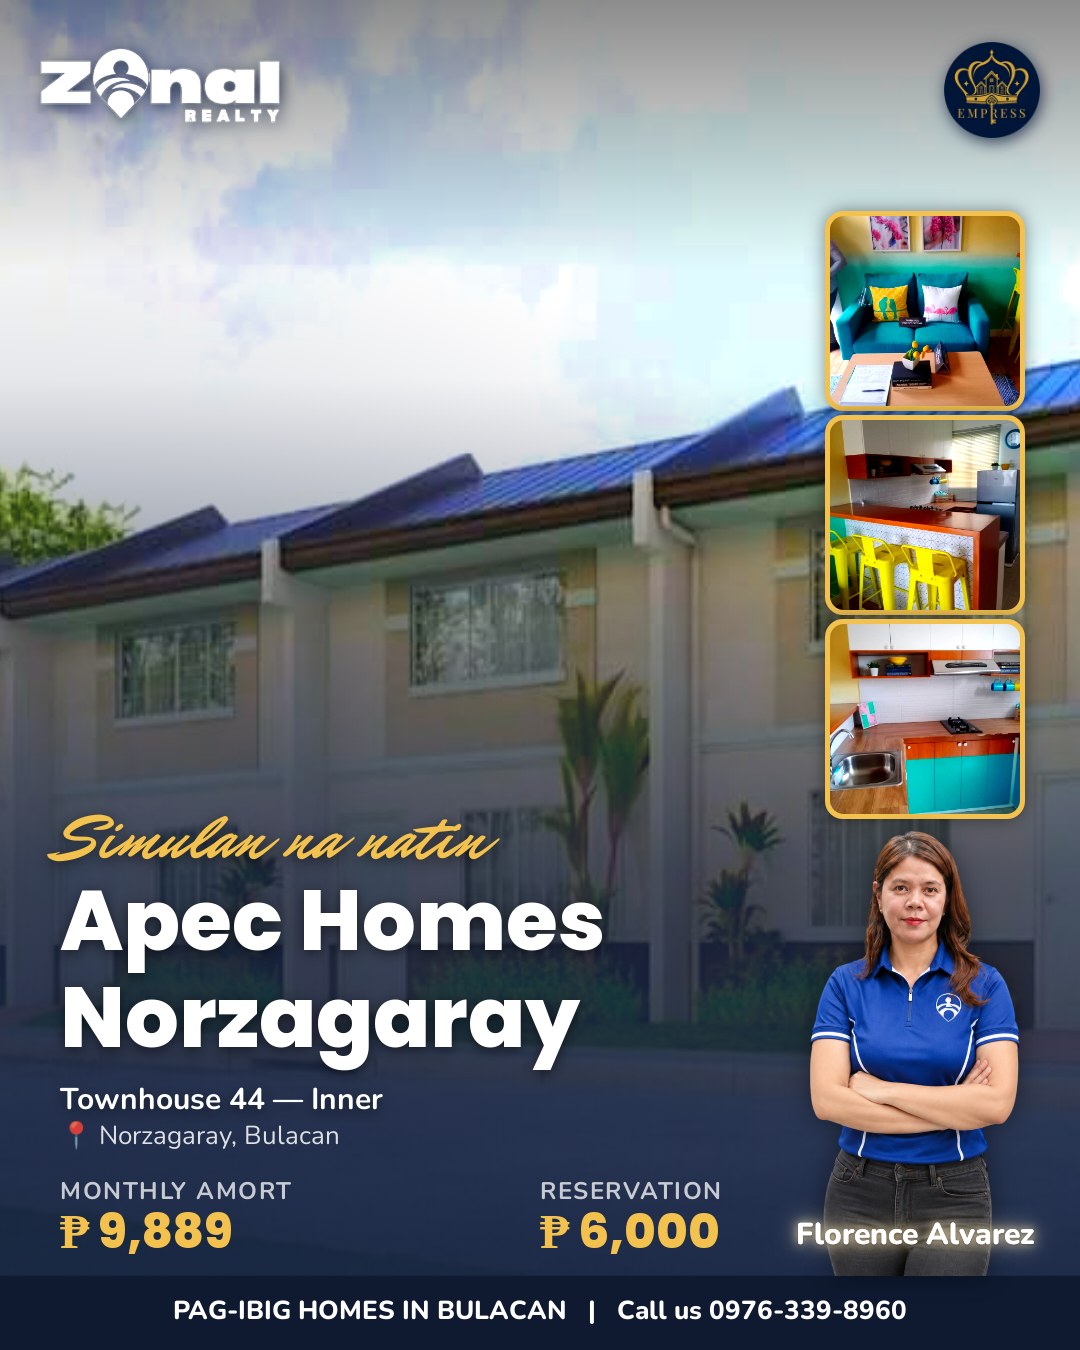 Zonal
REALTY
EMPRESS
Simulan na natin
Apec Homes
Norzagaray
Townhouse 44 — Inner
📍 Norzagaray, Bulacan
MONTHLY AMORT
₱ 9,889
RESERVATION
₱ 6,000
Florence Alvarez
PAG-IBIG HOMES IN BULACAN | Call us 0976-339-8960